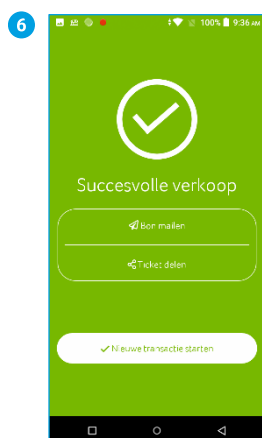 6
100% 9:36 AM
Succesvolle verkoop
Bon mailen
Ticket delen
Nieuwe transactie starten